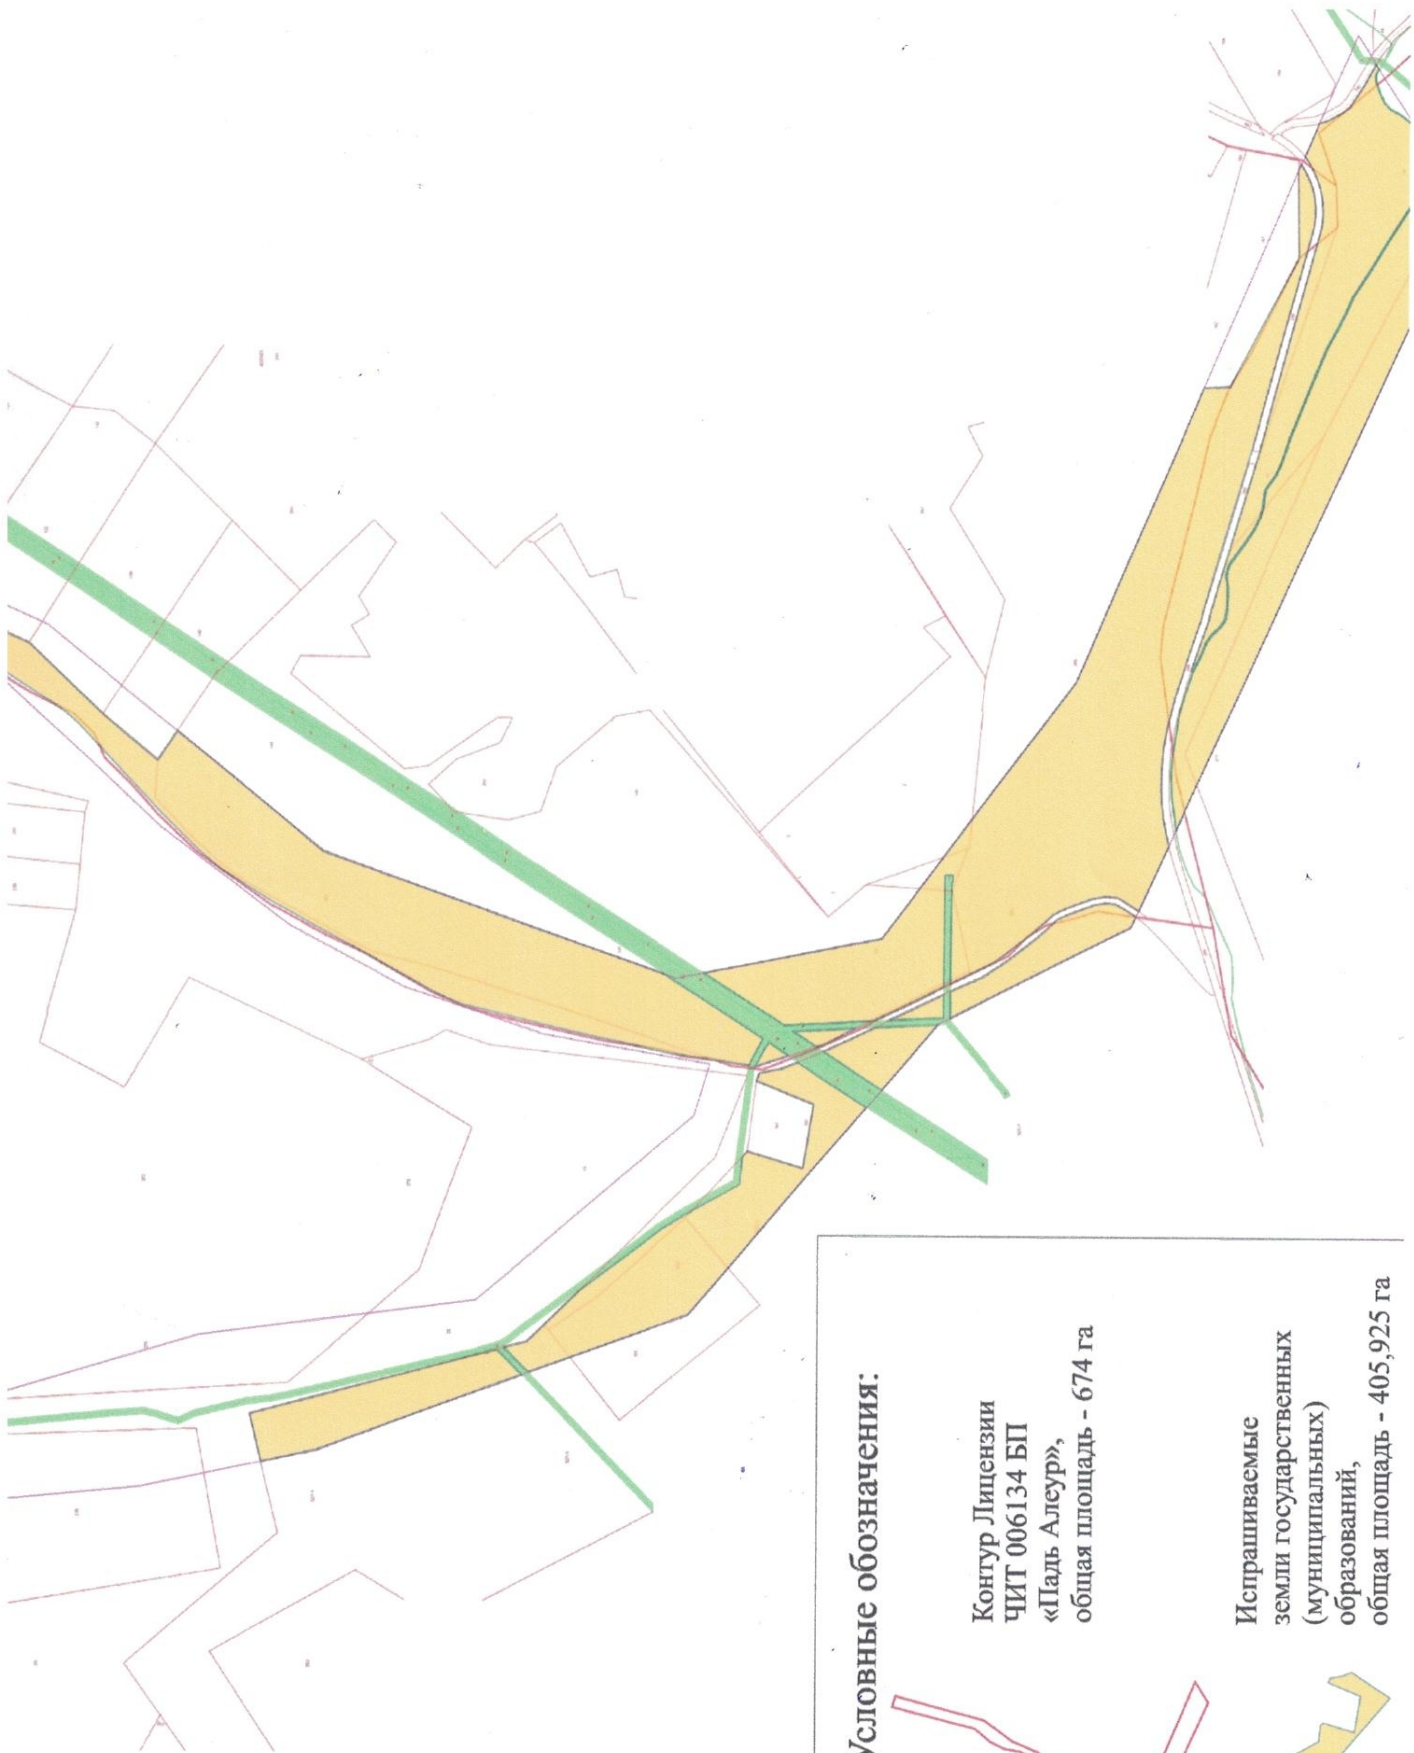 Условные обозначения:
Контур Лицензии
ЧИТ 006134 БП
«Падь Алеур»,
общая площадь - 674 га
Испрашиваемые
земли государственных
(муниципальных)
образований,
общая площадь - 405,925 га